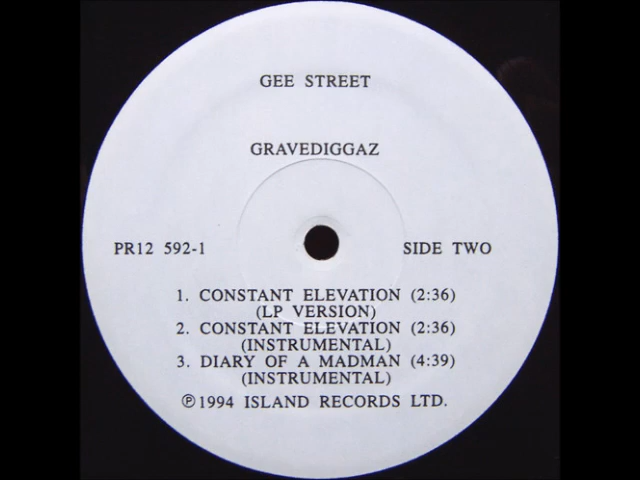 GEE STREET
GRAVEDIGGAZ
PR12 592-1 SIDE TWO
1. CONSTANT ELEVATION (2:36)
(LP VERSION)
2. CONSTANT ELEVATION (2:36)
(INSTRUMENTAL)
3. DIARY OF A MADMAN (4:39)
(INSTRUMENTAL)
℗1994 ISLAND RECORDS LTD.